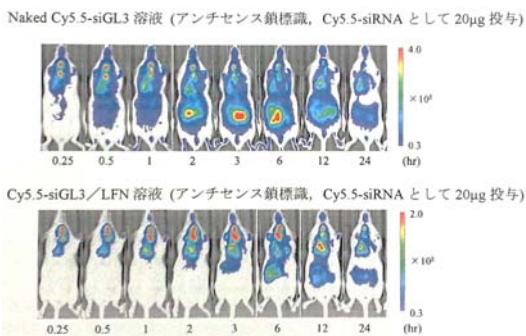 Naked Cy5.5-siGL3 溶液 (アンチセンス鎖標識, Cy5.5-siRNA として 20μg 投与)
4.0
×10⁸
0.3
0.25 0.5 1 2 3 6 12 24 (hr)
Cy5.5-siGL3/LFN 溶液 (アンチセンス鎖標識, Cy5.5-siRNA として 20μg 投与)
2.0
×10⁸
0.3
0.25 0.5 1 2 3 6 12 24 (hr)